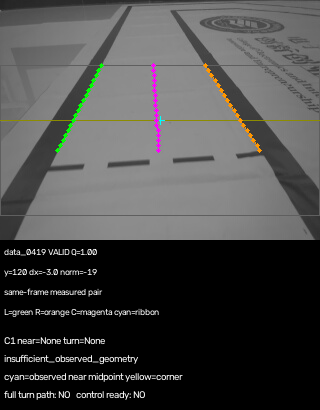 data_0419 VALID Q=1.00
y=120 dx=-3.0 norm=-19
same-frame measured pair
L=green R=orange C=magenta cyan=ribbon
C1 near=None turn=None
insufficient_observed_geometry
cyan=observed near midpoint yellow=corner
full turn path: NO control ready: NO